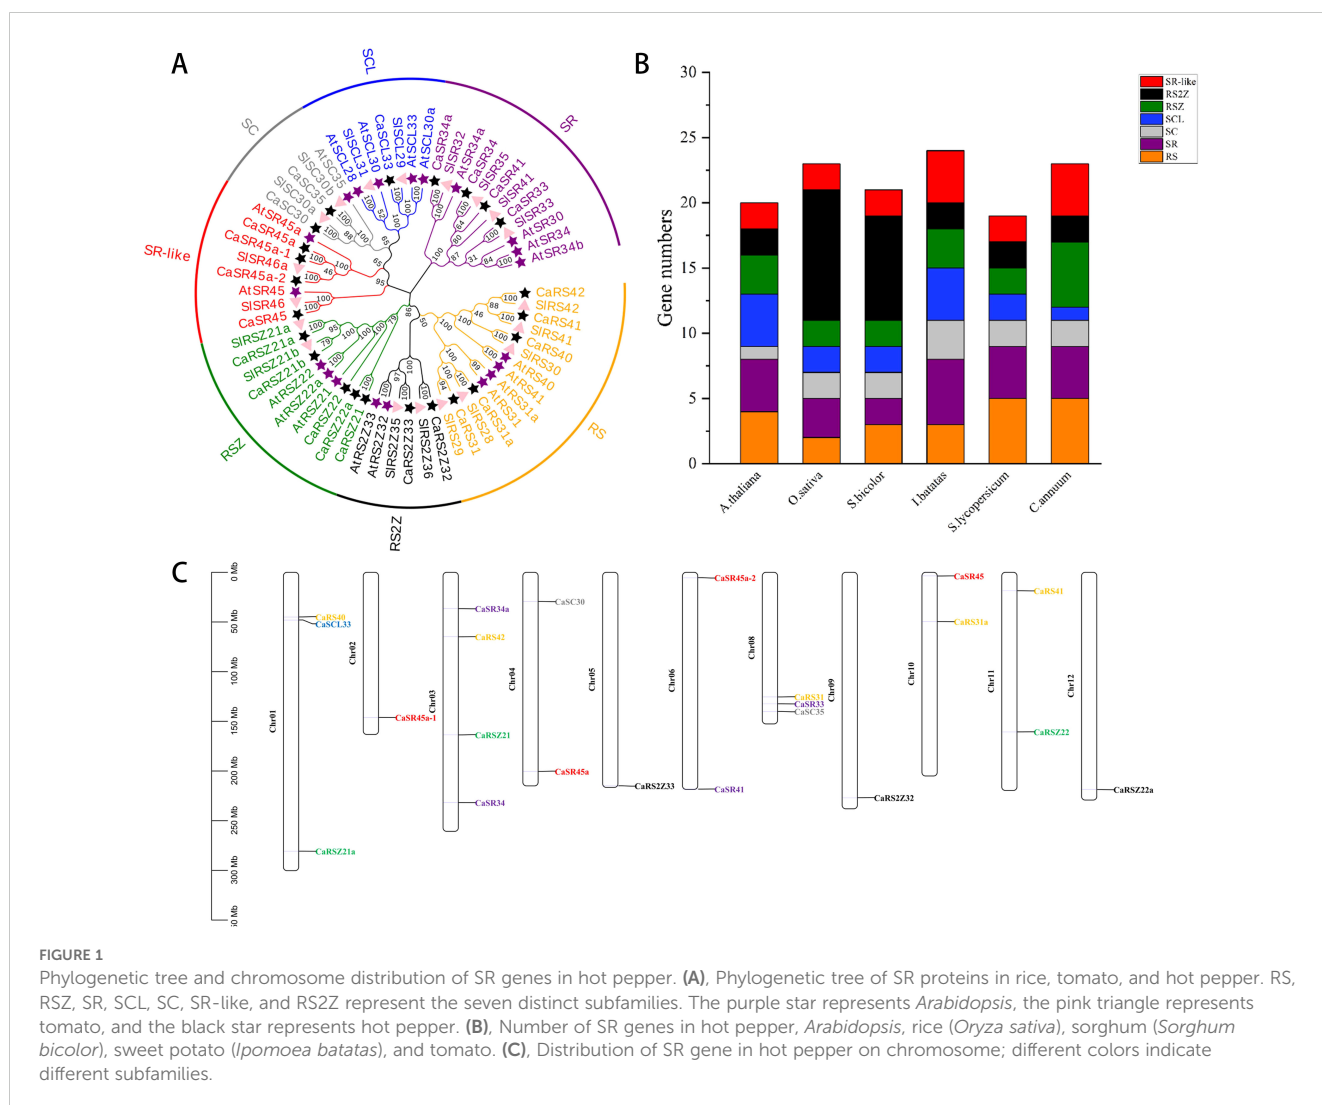 A
SCL
SR
SC
SR-like
RSZ
RS2Z
RS
AtSC35
SlSC30b
CaSC35
SlSC30
CaSC30
AtSCL28
SlSCL31
AtSCL30
CaSCL33
SlSCL29
AtSCL33
AtSCL30a
CaSR34a
SlSR32
AtSR34a
CaSR34
SlSR35
CaSR41
SlSR41
CaSR33
SlSR33
AtSR30
AtSR34
AtSR34b
CaRS42
SlRS42
CaRS41
SlRS41
CaRS40
SlRS30
AtRS40
AtRS41
AtRS31a
AtRS31
CaRS31a
SlRS28
CaRS31
SlRS29
CaRS2Z32
SlRS2Z36
CaRS2Z33
SlRS2Z35
AtRS2Z32
AtRS2Z33
CaRSZ21
CaRSZ22a
CaRSZ22
AtRSZ21
AtRSZ22a
AtRSZ22
CaRSZ21b
SlRSZ21b
CaRSZ21a
SlRSZ21a
CaSR45
SlSR46
AtSR45
CaSR45a-2
SlSR46a
CaSR45a-1
CaSR45a
AtSR45a
B
Gene numbers
30
25
20
15
10
5
0
A.thaliana
O.sativa
S.bicolor
I.batatas
S.lycopersicum
C.annuum
SR-like
RS2Z
RSZ
SCL
SC
SR
RS
C
0 Mb
50 Mb
100 Mb
150 Mb
200 Mb
250 Mb
300 Mb
50 Mb
Chr01
CaRS40
CaSCL33
CaRSZ21a
Chr02
CaSR45a-1
Chr03
CaSR34a
CaRS42
CaRSZ21
CaSR34
Chr04
CaSC30
CaSR45a
Chr05
CaRS2Z33
Chr06
CaSR45a-2
CaSR41
Chr08
CaRS31
CaSR33
CaSC35
Chr09
CaRS2Z32
Chr10
CaSR45
CaRS31a
Chr11
CaRS41
CaRSZ22
Chr12
CaRSZ22a
FIGURE 1
Phylogenetic tree and chromosome distribution of SR genes in hot pepper. (A), Phylogenetic tree of SR proteins in rice, tomato, and hot pepper. RS,
RSZ, SR, SCL, SC, SR-like, and RS2Z represent the seven distinct subfamilies. The purple star represents Arabidopsis, the pink triangle represents
tomato, and the black star represents hot pepper. (B), Number of SR genes in hot pepper, Arabidopsis, rice (Oryza sativa), sorghum (Sorghum
bicolor), sweet potato (Ipomoea batatas), and tomato. (C), Distribution of SR gene in hot pepper on chromosome; different colors indicate
different subfamilies.